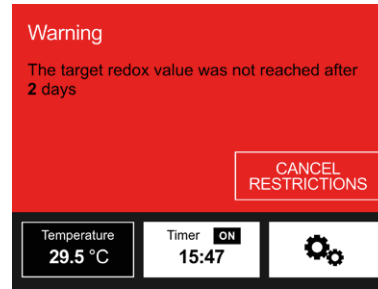 Warning
The target redox value was not reached after
2 days
CANCEL
RESTRICTIONS
Temperature
29.5 °C
Timer ON
15:47